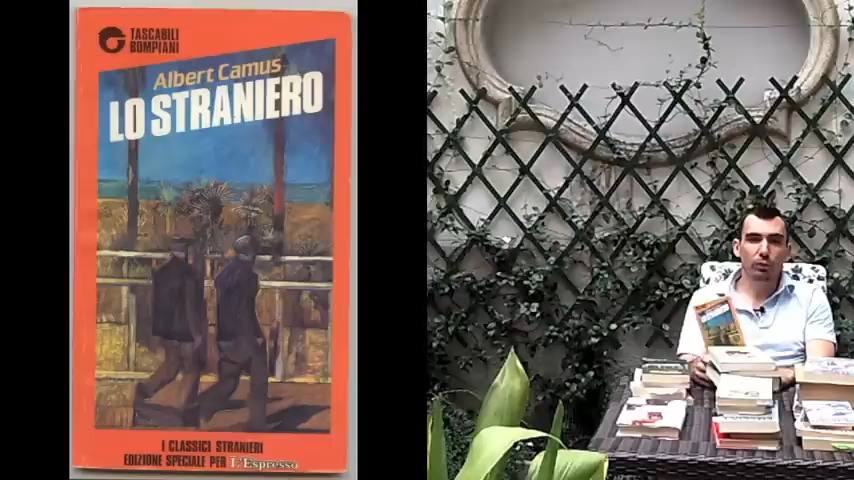 TASCABILI
BOMPIANI
Albert Camus
LO STRANIERO
I CLASSICI STRANIERI
EDIZIONE SPECIALE PER L'Espresso